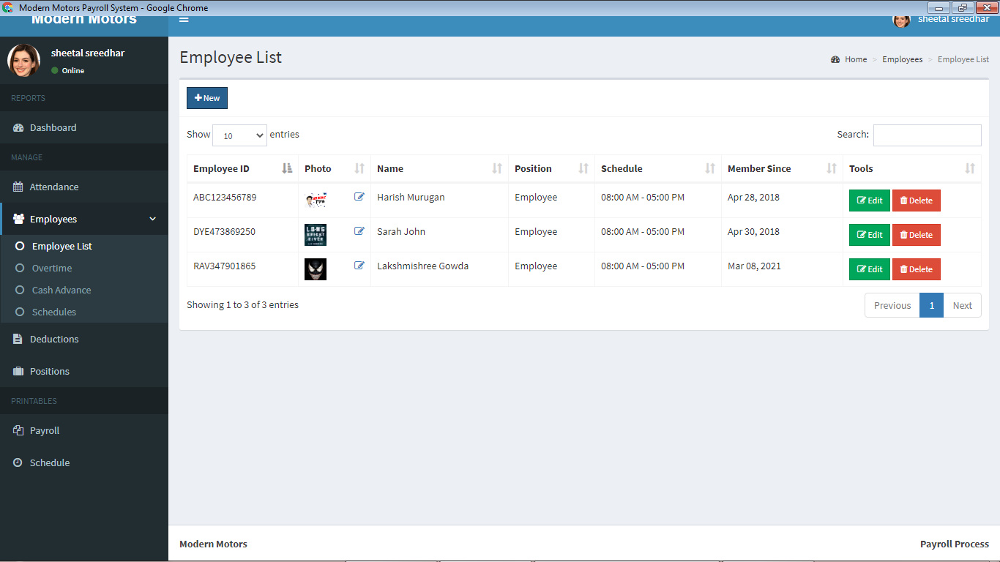 Modern Motors Payroll System - Google Chrome
Modern Motors
sheetal sreedhar
sheetal sreedhar
Online
REPORTS
Dashboard
MANAGE
Attendance
Employees
Employee List
Overtime
Cash Advance
Schedules
Deductions
Positions
PRINTABLES
Payroll
Schedule
Employee List
Home > Employees > Employee List
New
Show 10 entries
Search:
Employee ID Photo Name Position Schedule Member Since Tools
ABC123456789 Harish Murugan Employee 08:00 AM - 05:00 PM Apr 28, 2018 Edit Delete
DYE473869250 LONG BRIGHT RIVER Sarah John Employee 08:00 AM - 05:00 PM Apr 30, 2018 Edit Delete
RAV347901865 Lakshmishree Gowda Employee 08:00 AM - 05:00 PM Mar 08, 2021 Edit Delete
Showing 1 to 3 of 3 entries
Previous 1 Next
Modern Motors
Payroll Process